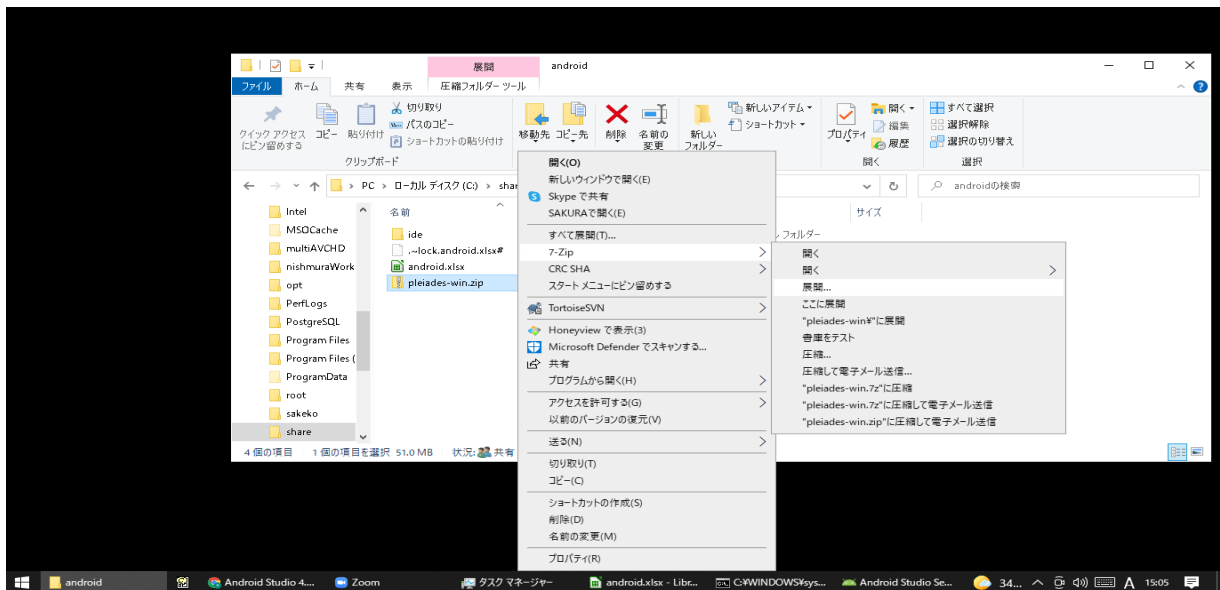 展開 android
ファイル ホーム 共有 表示 圧縮フォルダー ツール
クイック アクセスにピン留めする
コピー
貼り付け
切り取り
パスのコピー
ショートカットの貼り付け
クリップボード
移動先
コピー先
削除
名前の変更
新しいフォルダー
新しいアイテム
ショートカット
プロパティ
開く
編集
履歴
開く
すべて選択
選択解除
選択の切り替え
選択
PC › ローカル ディスク (C:) › shar
androidの検索
Intel
MSOCache
multiAVCHD
nishmuraWork
opt
PerfLogs
PostgreSQL
Program Files
Program Files (
ProgramData
root
sakeko
share
名前
サイズ
ide
.~lock.android.xlsx#
android.xlsx
pleiades-win.zip
ル フォルダー
4 個の項目 1 個の項目を選択 51.0 MB 状況: 共有
開く(O)
新しいウィンドウで開く(E)
Skype で共有
SAKURAで開く(E)
すべて展開(T)...
7-Zip
CRC SHA
スタート メニューにピン留めする
TortoiseSVN
Honeyview で表示(3)
Microsoft Defender でスキャンする...
共有
プログラムから開く(H)
アクセスを許可する(G)
以前のバージョンの復元(V)
送る(N)
切り取り(T)
コピー(C)
ショートカットの作成(S)
削除(D)
名前の変更(M)
プロパティ(R)
開く
開く
展開...
ここに展開
"pleiades-win¥"に展開
書庫をテスト
圧縮...
圧縮して電子メール送信...
"pleiades-win.7z"に圧縮
"pleiades-win.7z"に圧縮して電子メール送信
"pleiades-win.zip"に圧縮して電子メール送信
android
Android Studio 4....
Zoom
タスク マネージャー
android.xlsx - Libr...
C:¥WINDOWS¥sys...
Android Studio Se...
34...
A
15:05